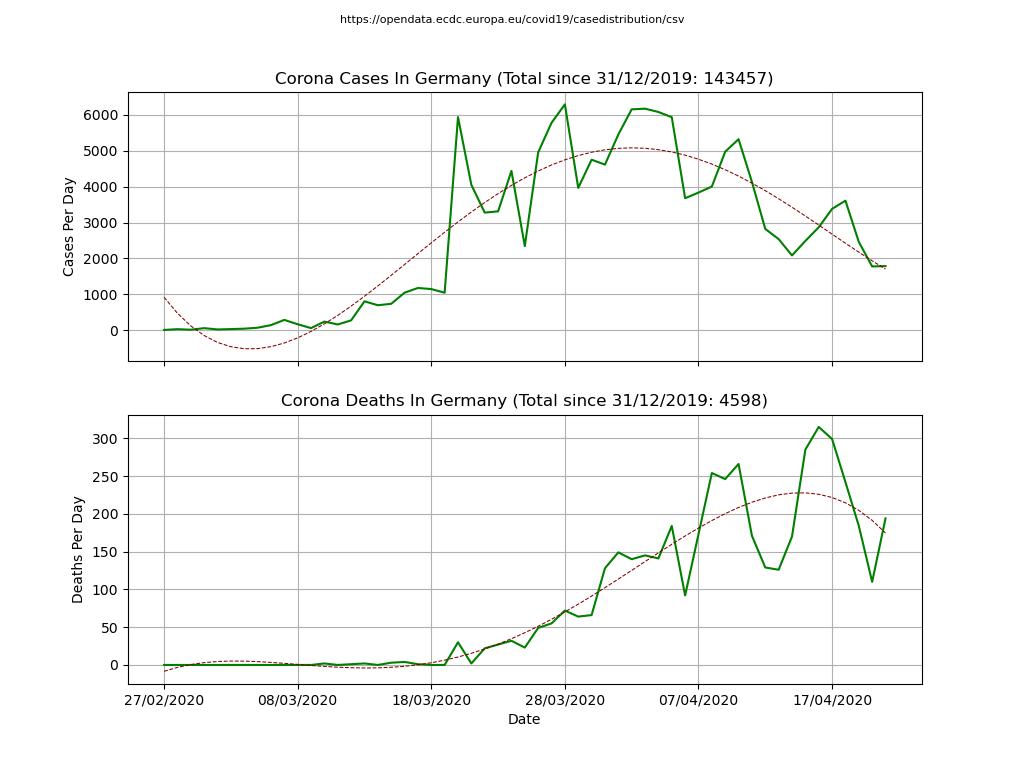 https://opendata.ecdc.europa.eu/covid19/casedistribution/csv
Corona Cases In Germany (Total since 31/12/2019: 143457)
6000
5000
4000
3000
2000
1000
0
Cases Per Day
Corona Deaths In Germany (Total since 31/12/2019: 4598)
300
250
200
150
100
50
0
Deaths Per Day
27/02/2020 08/03/2020 18/03/2020 28/03/2020 07/04/2020 17/04/2020
Date